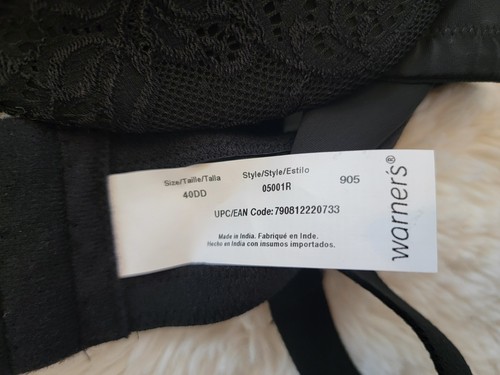 Size/Taille/Talla
40DD
Style/Style/Estilo
05001R
905
UPC/EAN Code:790812220733
Made in India. Fabriqué en Inde.
Hecho en India con insumos importados.
warner's®